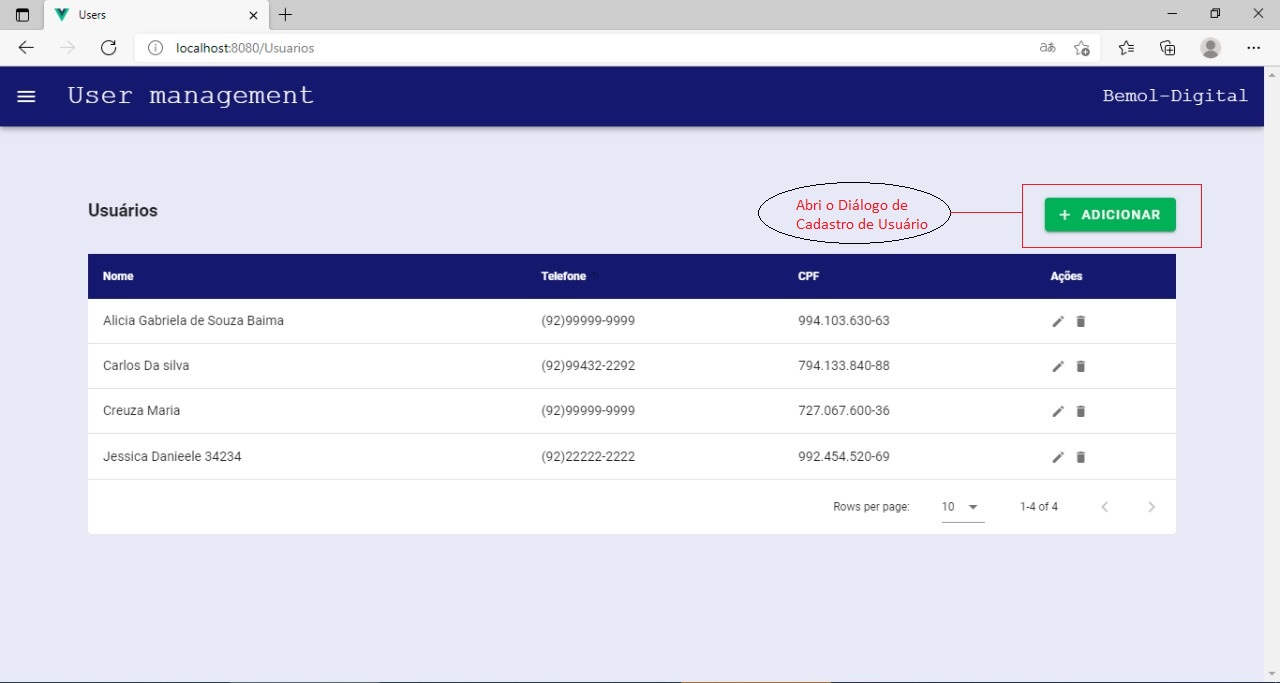 Users
localhost:8080/Usuarios
User management
Bemol-Digital
Usuários
Abri o Diálogo de
Cadastro de Usuário
+ ADICIONAR
Nome Telefone CPF Ações
Alicia Gabriela de Souza Baima (92)99999-9999 994.103.630-63
Carlos Da silva (92)99432-2292 794.133.840-88
Creuza Maria (92)99999-9999 727.067.600-36
Jessica Danieele 34234 (92)22222-2222 992.454.520-69
Rows per page: 10 1-4 of 4